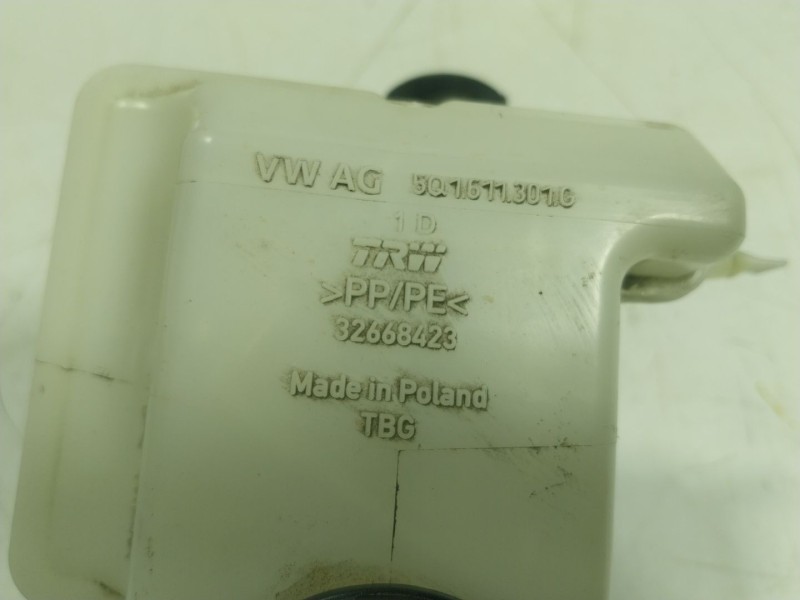 VW AG 5Q1.611.301.G
1 D
TRW
>PP/PE<
32668423
Made in Poland
TBG